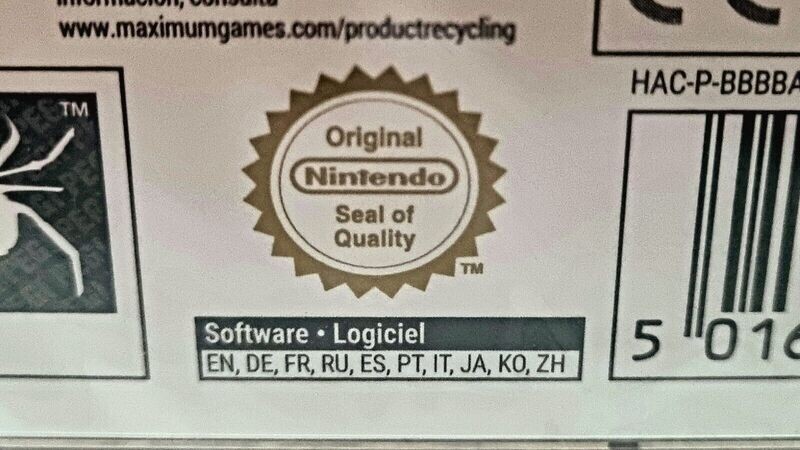 www.maximumgames.com/productrecycling
HAC-P-BBBBA
TM
Original
Nintendo
Seal of
Quality
TM
Software • Logiciel
EN, DE, FR, RU, ES, PT, IT, JA, KO, ZH
5 016